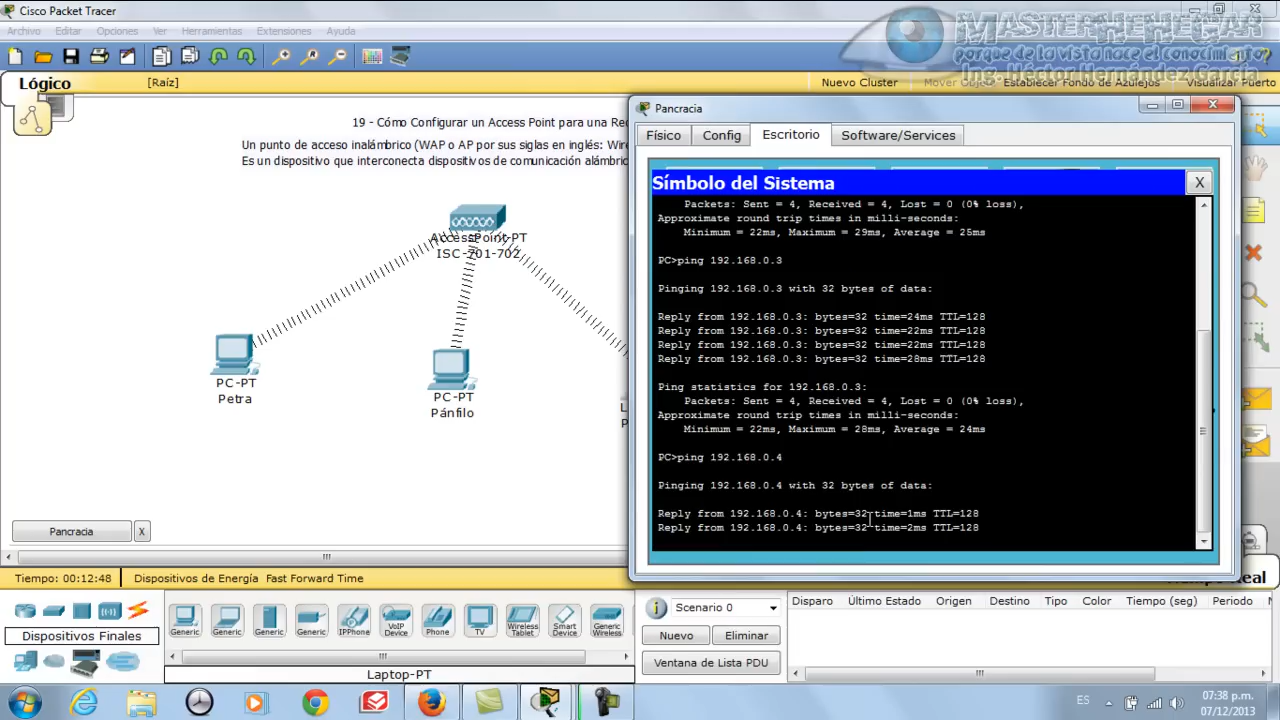 Cisco Packet Tracer
Archivo Editar Opciones Ver Herramientas Extensiones Ayuda
MASTERHEHEGAR
porque de la vista nace el conocimiento
Ing. Héctor Hernández García
Lógico
[Raíz]
Nuevo Cluster
Mover Objeto
Establecer Fondo de Azulejos
Visualizar Puerto
19 - Cómo Configurar un Access Point para una Re
Un punto de acceso inalámbrico (WAP o AP por sus siglas en inglés: Wire
Es un dispositivo que interconecta dispositivos de comunicación alámbri
AccessPoint-PT
ISC-701-702
PC-PT
Petra
PC-PT
Pánfilo
L
P
Pancracia
Físico Config Escritorio Software/Services
Símbolo del Sistema X
Packets: Sent = 4, Received = 4, Lost = 0 (0% loss),
Approximate round trip times in milli-seconds:
Minimum = 22ms, Maximum = 29ms, Average = 25ms
PC>ping 192.168.0.3
Pinging 192.168.0.3 with 32 bytes of data:
Reply from 192.168.0.3: bytes=32 time=24ms TTL=128
Reply from 192.168.0.3: bytes=32 time=22ms TTL=128
Reply from 192.168.0.3: bytes=32 time=22ms TTL=128
Reply from 192.168.0.3: bytes=32 time=28ms TTL=128
Ping statistics for 192.168.0.3:
Packets: Sent = 4, Received = 4, Lost = 0 (0% loss),
Approximate round trip times in milli-seconds:
Minimum = 22ms, Maximum = 28ms, Average = 24ms
PC>ping 192.168.0.4
Pinging 192.168.0.4 with 32 bytes of data:
Reply from 192.168.0.4: bytes=32 time=1ms TTL=128
Reply from 192.168.0.4: bytes=32 time=2ms TTL=128
Pancracia X
Tiempo: 00:12:48 Dispositivos de Energía Fast Forward Time
Real
Dispositivos Finales
Generic Generic Generic Generic IPPhone VoIP Device Phone TV Wireless Tablet Smart Device Generic Wireless
Laptop-PT
Scenario 0
Nuevo Eliminar
Ventana de Lista PDU
Disparo Último Estado Origen Destino Tipo Color Tiempo (seg) Periodo N
ES
07:38 p.m.
07/12/2013